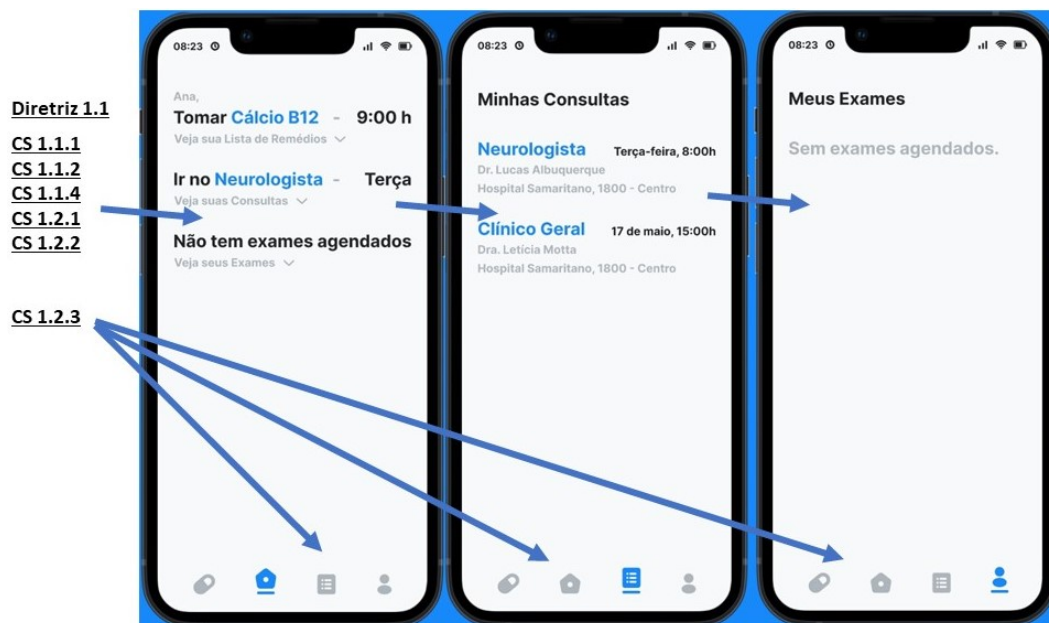 Diretriz 1.1
CS 1.1.1
CS 1.1.2
CS 1.1.4
CS 1.2.1
CS 1.2.2
CS 1.2.3
08:23
Ana,
Tomar Cálcio B12 - 9:00 h
Veja sua Lista de Remédios
Ir no Neurologista - Terça
Veja suas Consultas
Não tem exames agendados
Veja seus Exames
08:23
Minhas Consultas
Neurologista Terça-feira, 8:00h
Dr. Lucas Albuquerque
Hospital Samaritano, 1800 - Centro
Clínico Geral 17 de maio, 15:00h
Dra. Letícia Motta
Hospital Samaritano, 1800 - Centro
08:23
Meus Exames
Sem exames agendados.